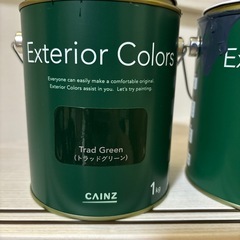 Exterior Colors
Everyone can easily make a comfortable original.
Exterior Colors assist in you. Let's try painting.
Trad Green
(トラッドグリーン)
CAINZ
1kg